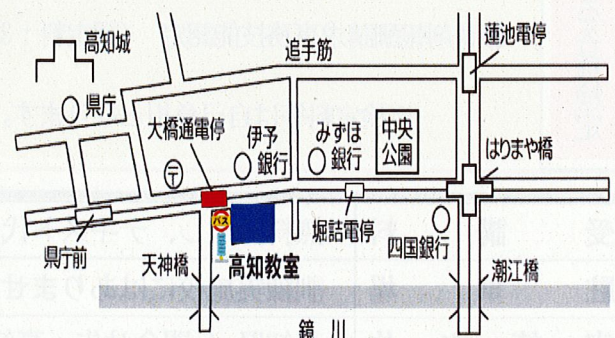 高知城
追手筋
蓮池電停
県庁
大橋通電停
伊予
銀行
みずほ
銀行
中央
公園
はりまや橋
〒
バス
県庁前
堀詰電停
四国銀行
天神橋
高知教室
潮江橋
鏡川